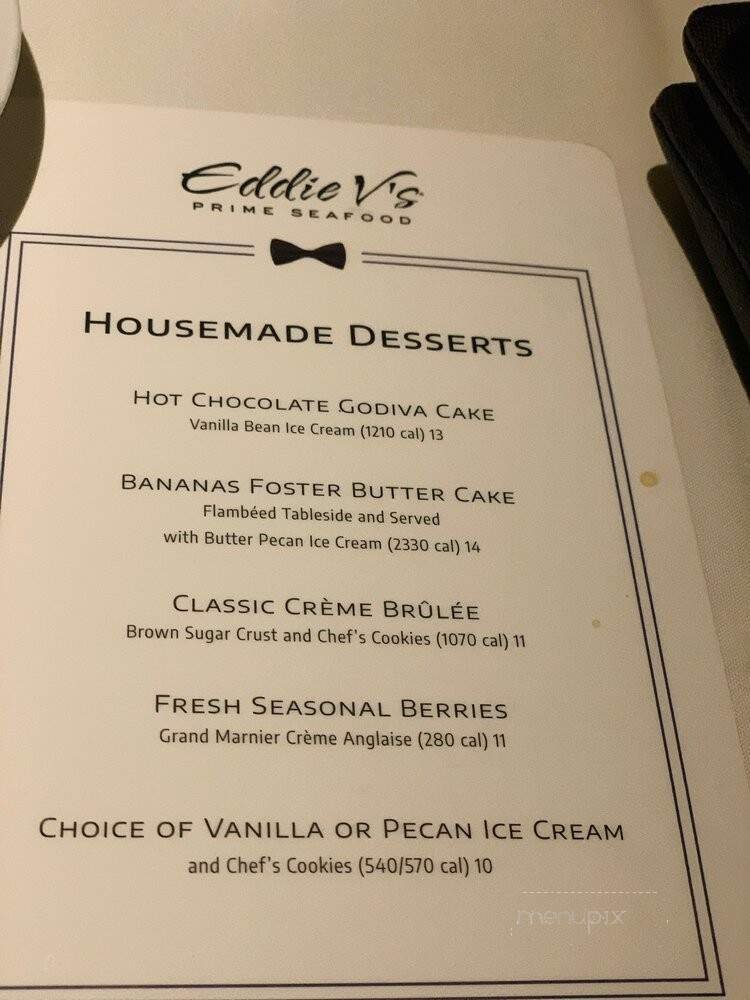 Eddie V's
PRIME SEAFOOD
HOUSEMADE DESSERTS
HOT CHOCOLATE GODIVA CAKE
Vanilla Bean Ice Cream (1210 cal) 13
BANANAS FOSTER BUTTER CAKE
Flambéed Tableside and Served
with Butter Pecan Ice Cream (2330 cal) 14
CLASSIC CRÈME BRÛLÉE
Brown Sugar Crust and Chef's Cookies (1070 cal) 11
FRESH SEASONAL BERRIES
Grand Marnier Crème Anglaise (280 cal) 11
CHOICE OF VANILLA OR PECAN ICE CREAM
and Chef's Cookies (540/570 cal) 10
menupix